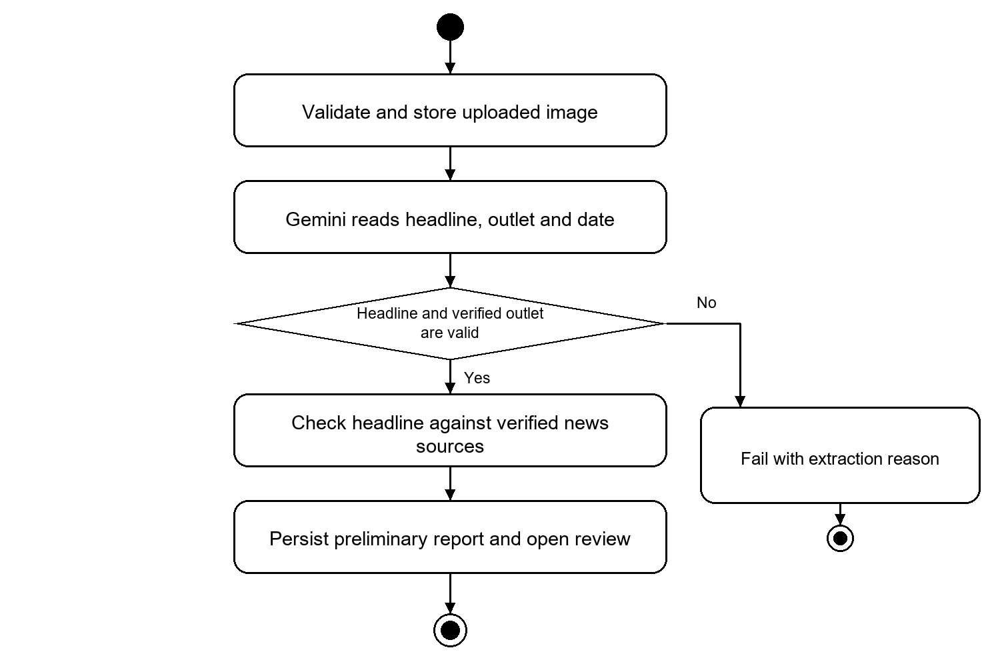 Validate and store uploaded image
Gemini reads headline, outlet and date
Headline and verified outlet
are valid
No
Yes
Check headline against verified news
sources
Fail with extraction reason
Persist preliminary report and open review